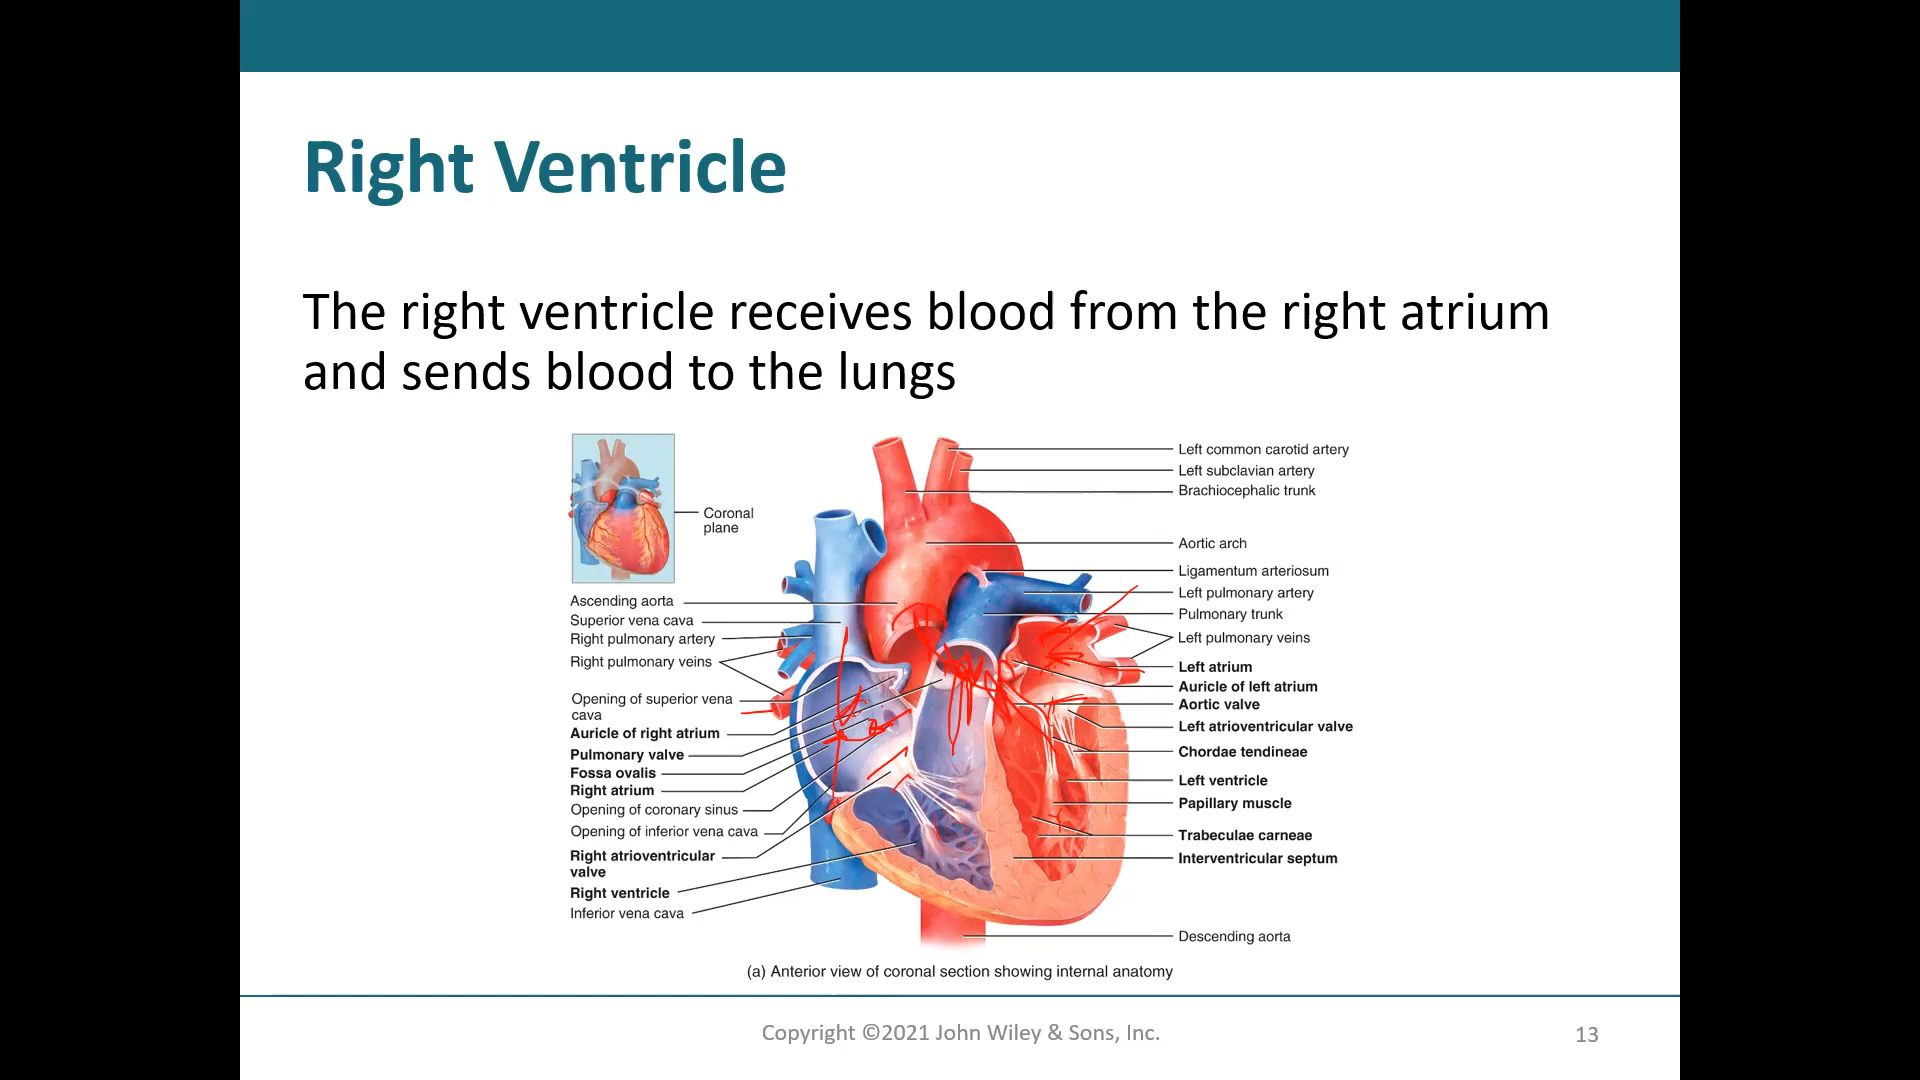 Right Ventricle
The right ventricle receives blood from the right atrium
and sends blood to the lungs
Coronal
plane
Ascending aorta
Superior vena cava
Right pulmonary artery
Right pulmonary veins
Opening of superior vena
cava
Auricle of right atrium
Pulmonary valve
Fossa ovalis
Right atrium
Opening of coronary sinus
Opening of inferior vena cava
Right atrioventricular
valve
Right ventricle
Inferior vena cava
Left common carotid artery
Left subclavian artery
Brachiocephalic trunk
Aortic arch
Ligamentum arteriosum
Left pulmonary artery
Pulmonary trunk
Left pulmonary veins
Left atrium
Auricle of left atrium
Aortic valve
Left atrioventricular valve
Chordae tendineae
Left ventricle
Papillary muscle
Trabeculae carneae
Interventricular septum
Descending aorta
(a) Anterior view of coronal section showing internal anatomy
Copyright ©2021 John Wiley & Sons, Inc.
13